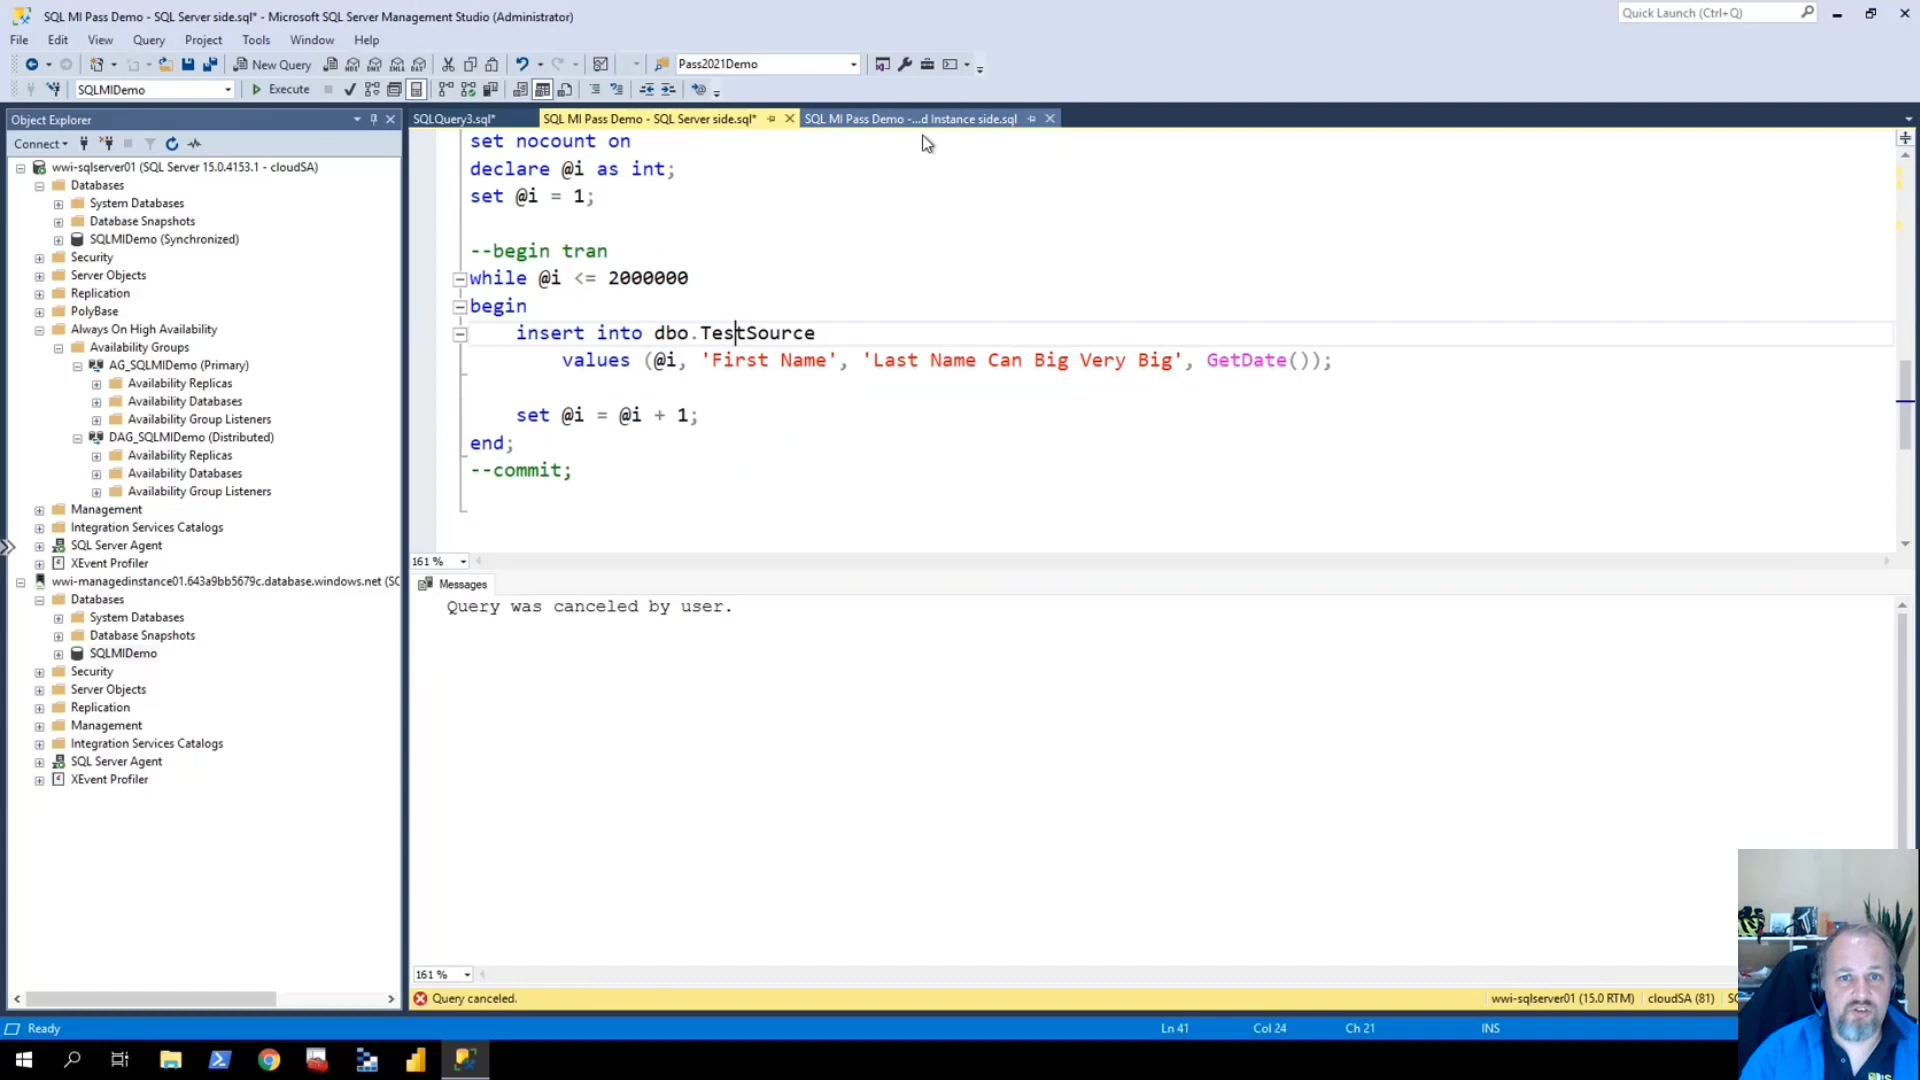 SQL MI Pass Demo - SQL Server side.sql* - Microsoft SQL Server Management Studio (Administrator)
Quick Launch (Ctrl+Q)
File Edit View Query Project Tools Window Help
New Query
Pass2021Demo
SQLMIDemo
Execute
Object Explorer
SQLQuery3.sql*
SQL MI Pass Demo - SQL Server side.sql*
SQL MI Pass Demo -...d Instance side.sql
Connect
wwi-sqlserver01 (SQL Server 15.0.4153.1 - cloudSA)
Databases
System Databases
Database Snapshots
SQLMIDemo (Synchronized)
Security
Server Objects
Replication
PolyBase
Always On High Availability
Availability Groups
AG_SQLMIDemo (Primary)
Availability Replicas
Availability Databases
Availability Group Listeners
DAG_SQLMIDemo (Distributed)
Availability Replicas
Availability Databases
Availability Group Listeners
Management
Integration Services Catalogs
SQL Server Agent
XEvent Profiler
wwi-managedinstance01.643a9bb5679c.database.windows.net (SQ
Databases
System Databases
Database Snapshots
SQLMIDemo
Security
Server Objects
Replication
Management
Integration Services Catalogs
SQL Server Agent
XEvent Profiler
set nocount on
declare @i as int;
set @i = 1;
--begin tran
while @i <= 2000000
begin
insert into dbo.TestSource
values (@i, 'First Name', 'Last Name Can Big Very Big', GetDate());
set @i = @i + 1;
end;
--commit;
161 %
Messages
Query was canceled by user.
161 %
Query canceled.
wwi-sqlserver01 (15.0 RTM)
cloudSA (81)
Ready
Ln 41
Col 24
Ch 21
INS